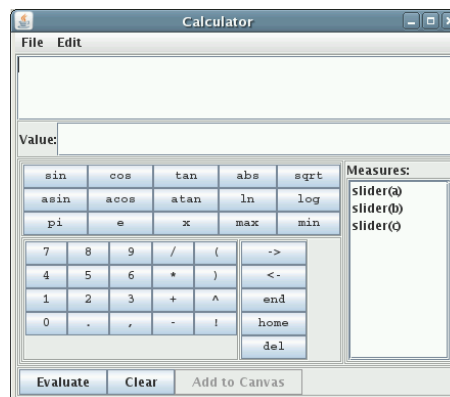 Calculator
File Edit
Value:
sin cos tan abs sqrt
asin acos atan ln log
pi e x max min
Measures:
slider(a)
slider(b)
slider(c)
7 8 9 / ( ->
4 5 6 * ) <-
1 2 3 + ^ end
0 . , - ! home
del
Evaluate Clear Add to Canvas